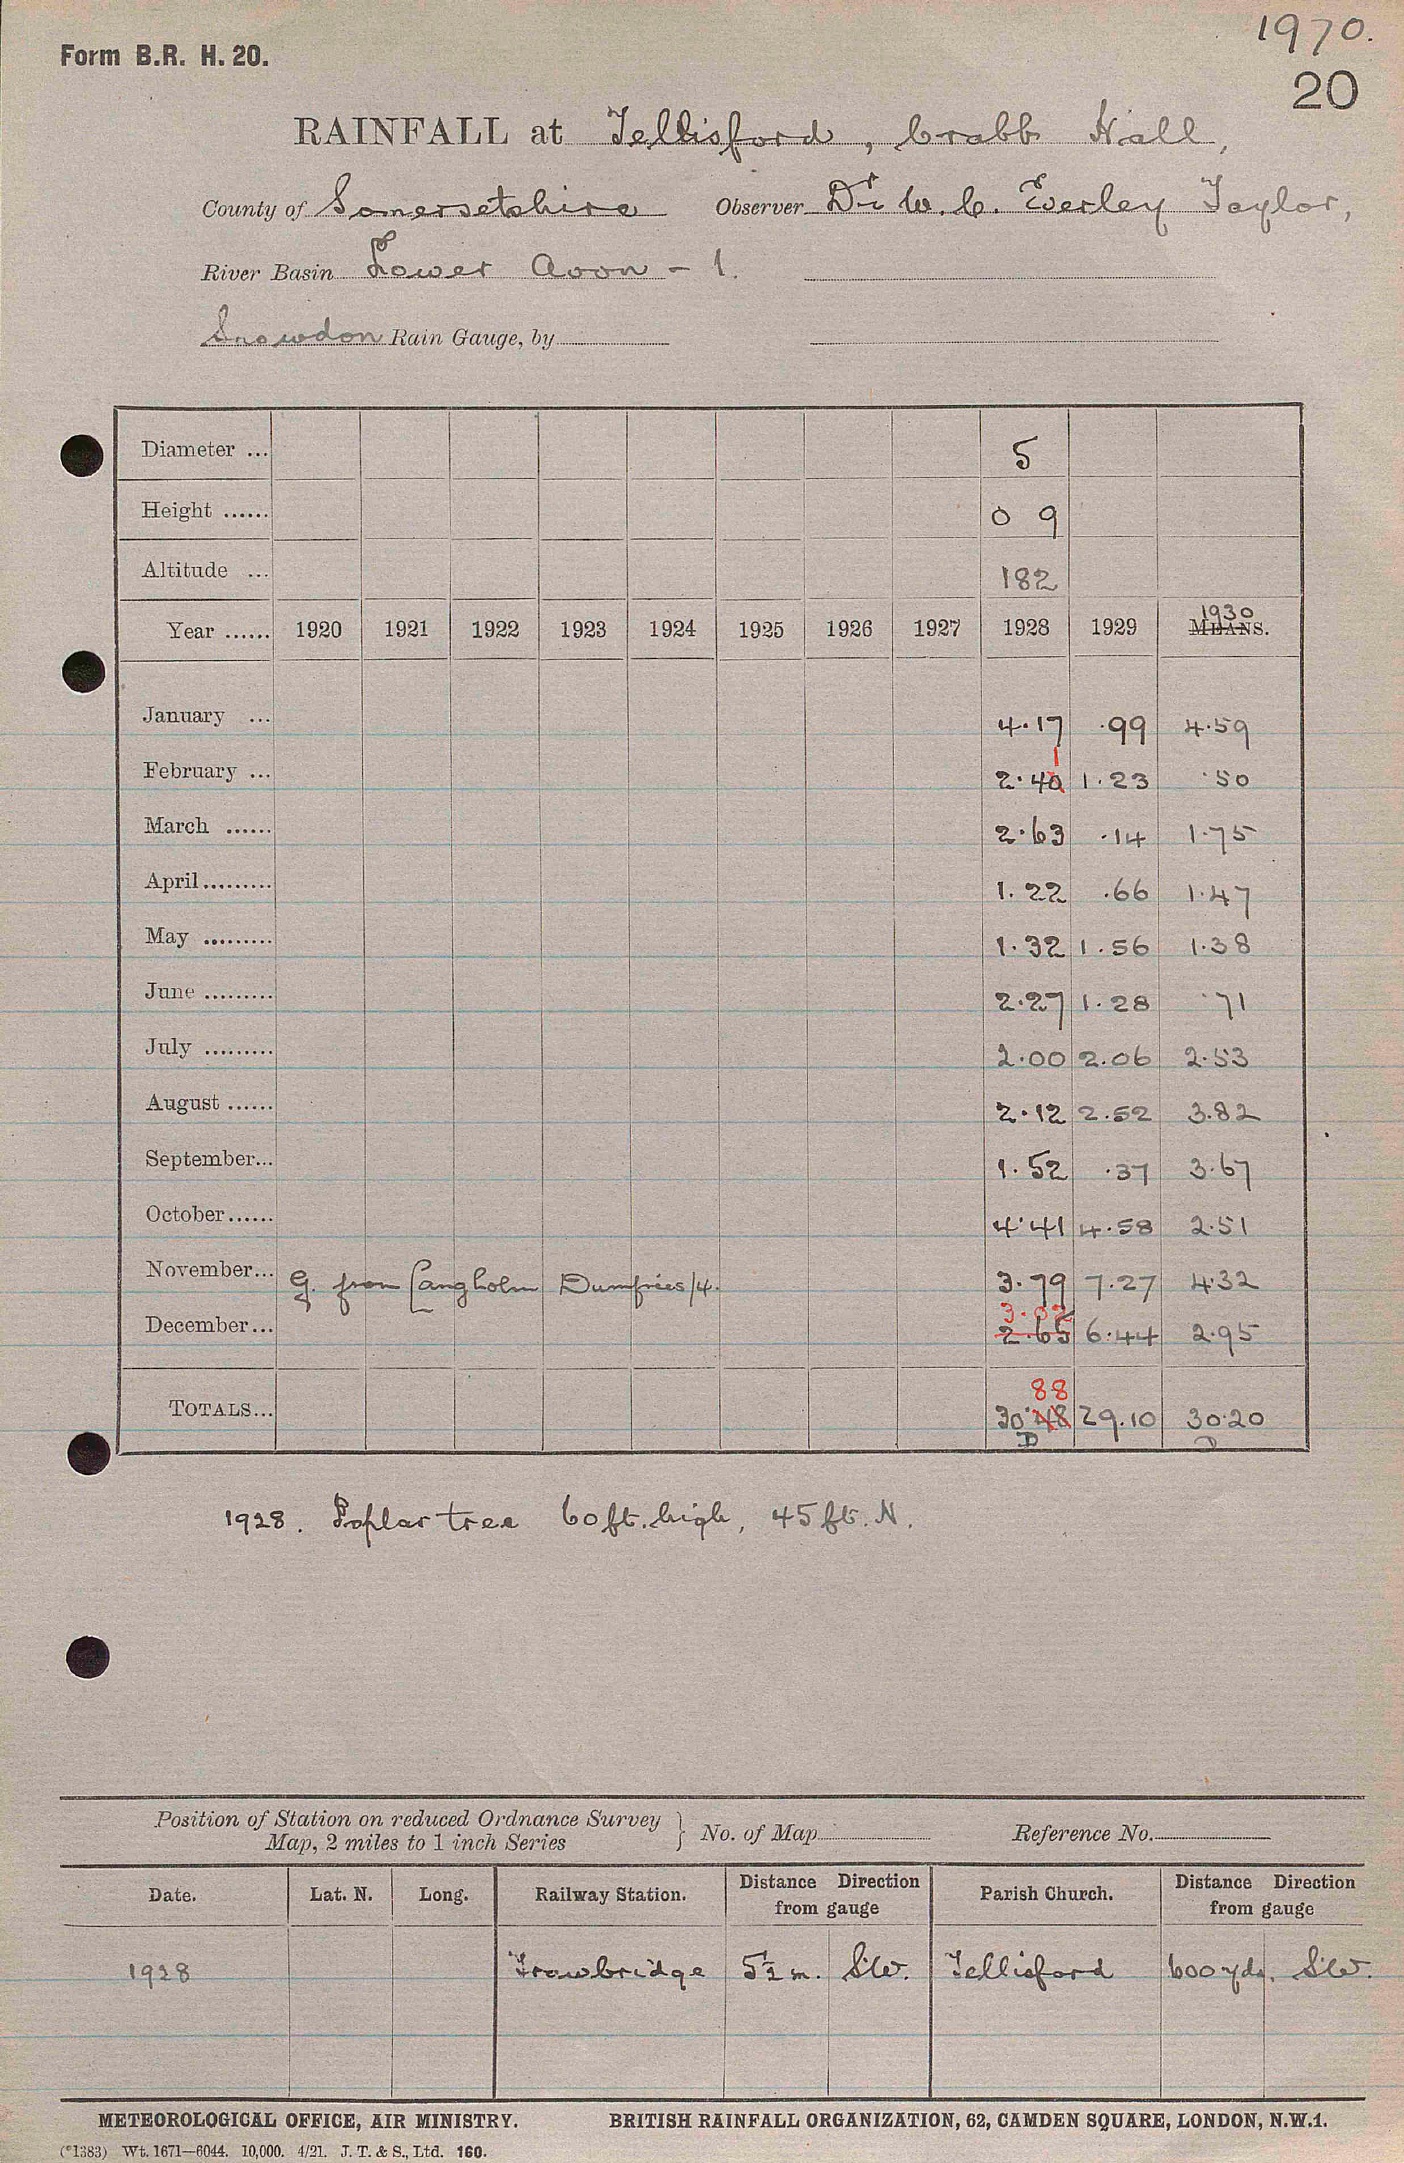 1970.
Form B.R. H. 20.
20
RAINFALL at Tellisford, Crabb Hall,
County of Somersetshire Observer Dr W. C. Everley Taylor,
River Basin Lower Avon - 1.
Snowdon Rain Gauge, by
Diameter ... 5
Height ...... 0 9
Altitude ... 182
Year ...... 1920 1921 1922 1923 1924 1925 1926 1927 1928 1929 1930 MEANS.
January ... 4.17 .99 4.59
1
February ... 2.40 1.23 .50
March ...... 2.63 .14 1.75
April ......... 1.22 .66 1.47
May ......... 1.32 1.56 1.38
June ......... 2.27 1.28 .71
July ......... 2.00 2.06 2.53
August ...... 2.12 2.52 3.82
September... 1.52 .37 3.67
October...... 4.41 4.58 2.51
November... G. from Langholm Dumfries/4. 3.79 7.27 4.32
3.02
December... 2.65 6.44 2.95
88
TOTALS... 30.48 29.10 30.20
D D
1928. Poplar tree 60ft. high, 45ft. N.
Position of Station on reduced Ordnance Survey
Map, 2 miles to 1 inch Series } No. of Map Reference No.
Date. Lat. N. Long. Railway Station. Distance Direction from gauge Parish Church. Distance Direction from gauge
1928 Trowbridge 5½ m. SW. Tellisford 600 yds. SW.
METEOROLOGICAL OFFICE, AIR MINISTRY. BRITISH RAINFALL ORGANIZATION, 62, CAMDEN SQUARE, LONDON, N.W.1.
(*1383) Wt. 1671—6044. 10,000. 4/21. J. T. & S., Ltd. 160.